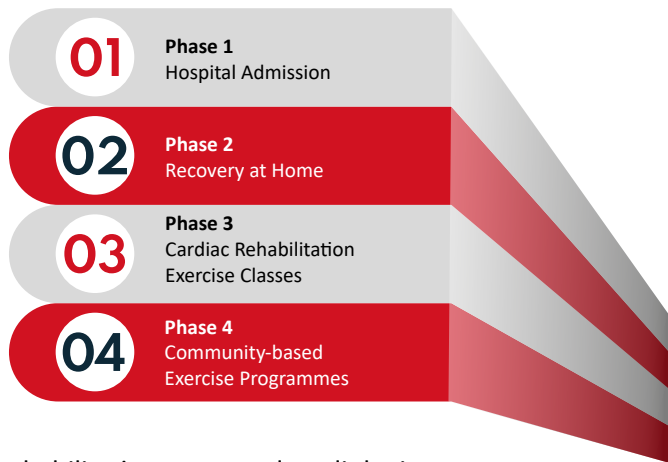 01
Phase 1
Hospital Admission
02
Phase 2
Recovery at Home
03
Phase 3
Cardiac Rehabilitation
Exercise Classes
04
Phase 4
Community-based
Exercise Programmes